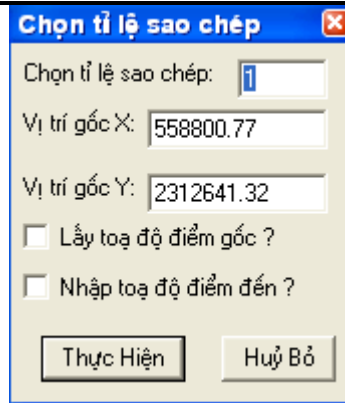 Chọn tỉ lệ sao chép
Chọn tỉ lệ sao chép: 1
Vị trí gốc X: 558800.77
Vị trí gốc Y: 2312641.32
Lấy toạ độ điểm gốc ?
Nhập toạ độ điểm đến ?
Thực Hiện Huỷ Bỏ